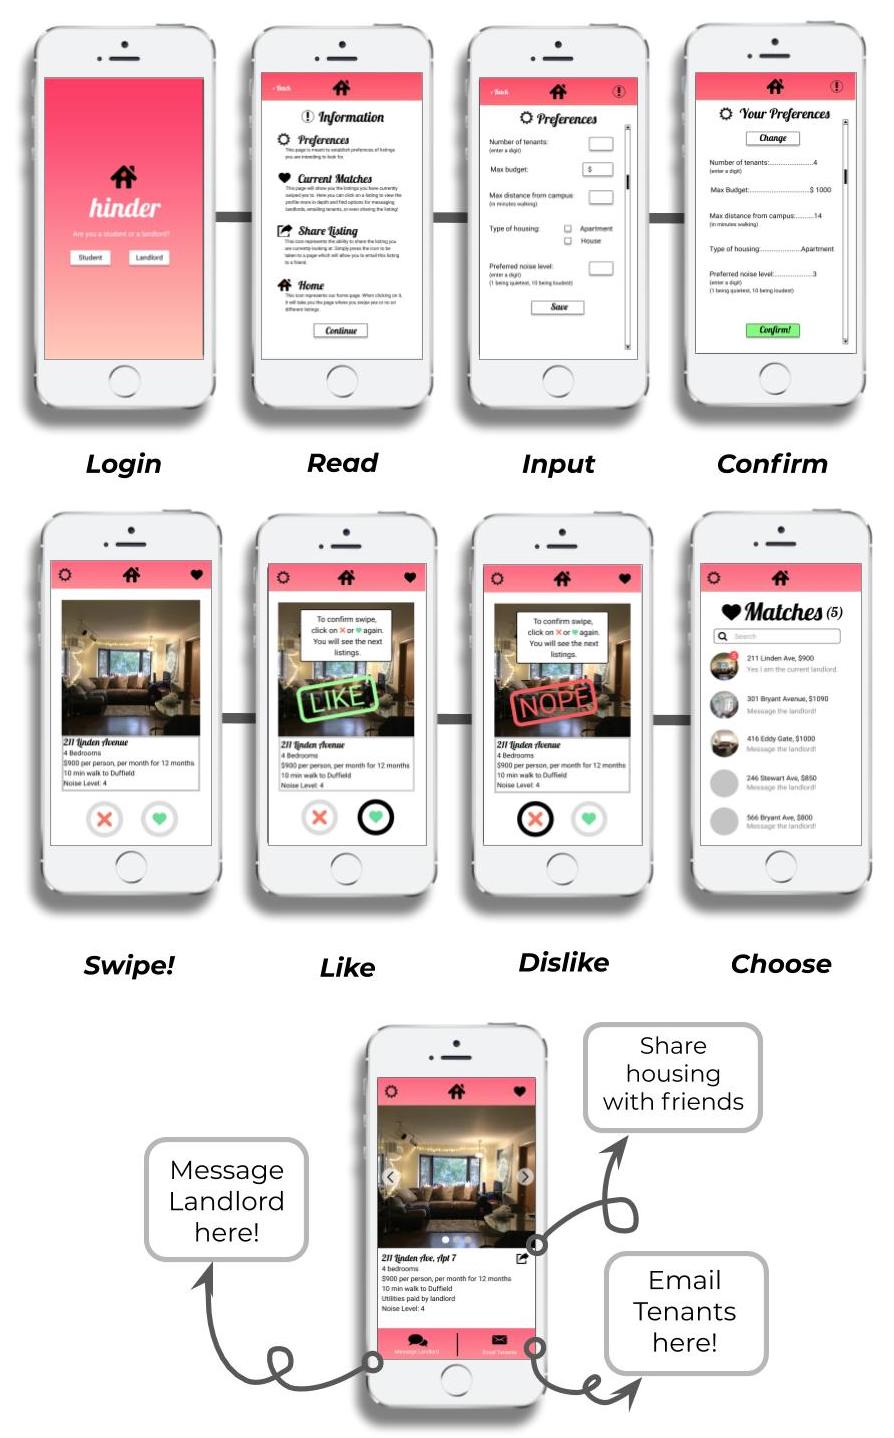 hinder
Are you a student or a landlord?
Student
Landlord
Login
< Back
Information
Preferences
This page is meant to establish preferences of listings
you are intending to look for.
Current Matches
This page will show you the listings you have currently
swiped yes to. Here you can click on a listing to view the
profile more in depth and find options for messaging
landlords, emailing tenants, or even sharing the listing!
Share Listing
This icon represents the ability to share the listing you
are currently looking at. Simply press the icon to be
taken to a page which will allow you to email this listing
to a friend.
Home
This icon represents our home page. When clicking on it,
it will take you the page where you swipe yes or no on
different listings.
Continue
Read
< Back
Preferences
Number of tenants:
(enter a digit)
Max budget:
$
Max distance from campus
(in minutes walking)
Type of housing:
Apartment
House
Preferred noise level:
(enter a digit)
(1 being quietest, 10 being loudest)
Save
Input
Your Preferences
Change
Number of tenants:....................4
(enter a digit)
Max Budget:...........................$ 1000
Max distance from campus:......14
(in minutes walking)
Type of housing:.................Apartment
Preferred noise level:................3
(enter a digit)
(1 being quietest, 10 being loudest)
Confirm!
Confirm
211 Linden Avenue
4 Bedrooms
$900 per person, per month for 12 months
10 min walk to Duffield
Noise Level: 4
Swipe!
To confirm swipe,
click on or again.
You will see the next
listings.
LIKE
211 Linden Avenue
4 Bedrooms
$900 per person, per month for 12 months
10 min walk to Duffield
Noise Level: 4
Like
To confirm swipe,
click on or again.
You will see the next
listings.
NOPE
211 Linden Avenue
4 Bedrooms
$900 per person, per month for 12 months
10 min walk to Duffield
Noise Level: 4
Dislike
Matches (5)
Search
211 Linden Ave, $900
Yes I am the current landlord.
301 Bryant Avenue, $1090
Message the landlord!
416 Eddy Gate, $1000
Message the landlord!
246 Stewart Ave, $850
Message the landlord!
566 Bryant Ave, $800
Message the landlord!
Choose
Share
housing
with friends
Message
Landlord
here!
211 Linden Ave, Apt 7
4 bedrooms
$900 per person, per month for 12 months
10 min walk to Duffield
Utilities paid by landlord
Noise Level: 4
Message Landlord
Email Tenants
Email
Tenants
here!